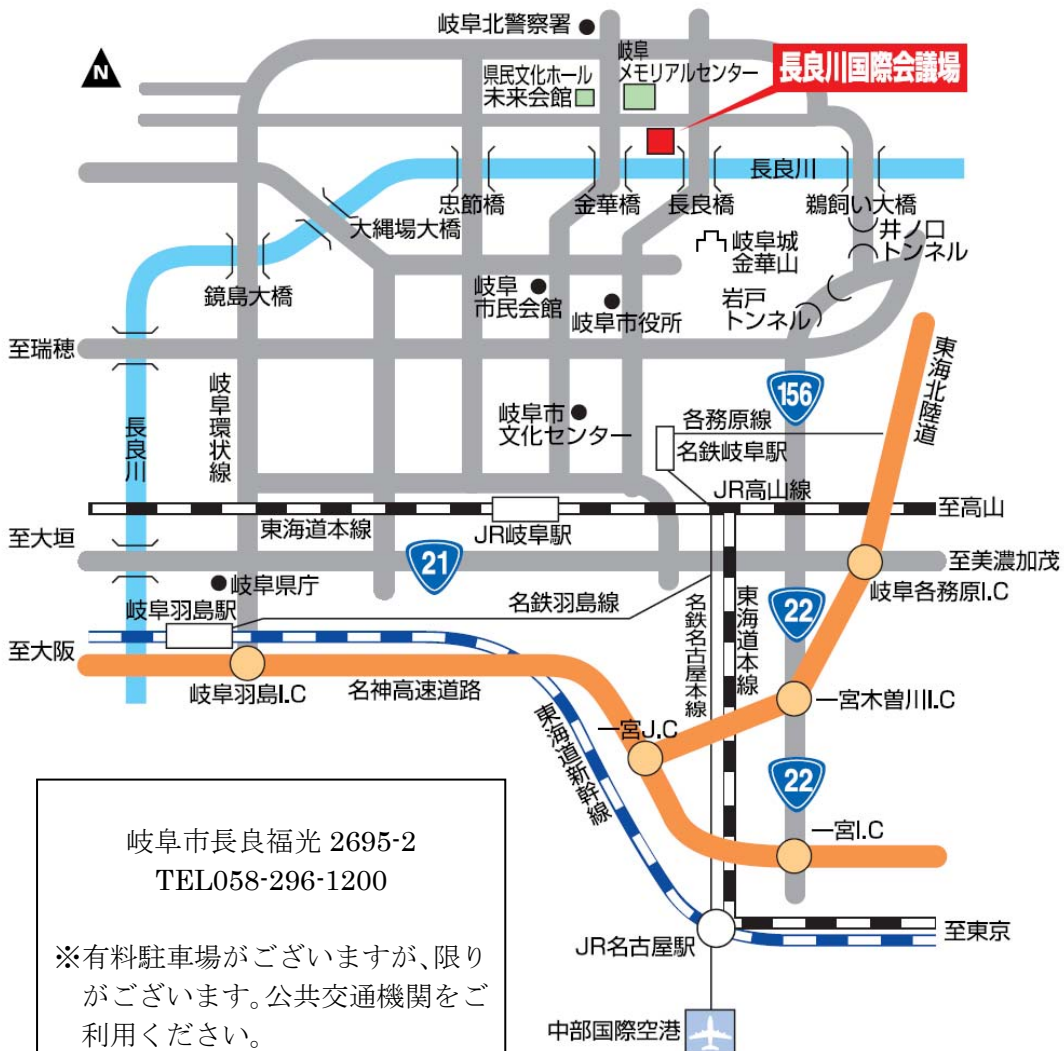 岐阜北警察署
N
県民文化ホール
未来会館
岐阜
メモリアルセンター
長良川国際会議場
長良川
忠節橋
金華橋
長良橋
鵜飼い大橋
大縄場大橋
井ノ口
トンネル
岐阜城
金華山
鏡島大橋
岐阜
市民会館
岐阜市役所
岩戸
トンネル
至瑞穂
東海北陸道
岐阜環状線
156
長良川
岐阜市
文化センター
各務原線
名鉄岐阜駅
JR高山線
至高山
東海道本線
JR岐阜駅
至大垣
21
至美濃加茂
岐阜県庁
岐阜各務原I.C
岐阜羽島駅
名鉄羽島線
名鉄名古屋本線
東海道本線
22
至大阪
岐阜羽島I.C
名神高速道路
一宮木曽川I.C
一宮J.C
東海道新幹線
22
一宮I.C
岐阜市長良福光 2695-2
TEL058-296-1200
JR名古屋駅
至東京
※有料駐車場がございますが、限り
がございます。公共交通機関をご
利用ください。
中部国際空港